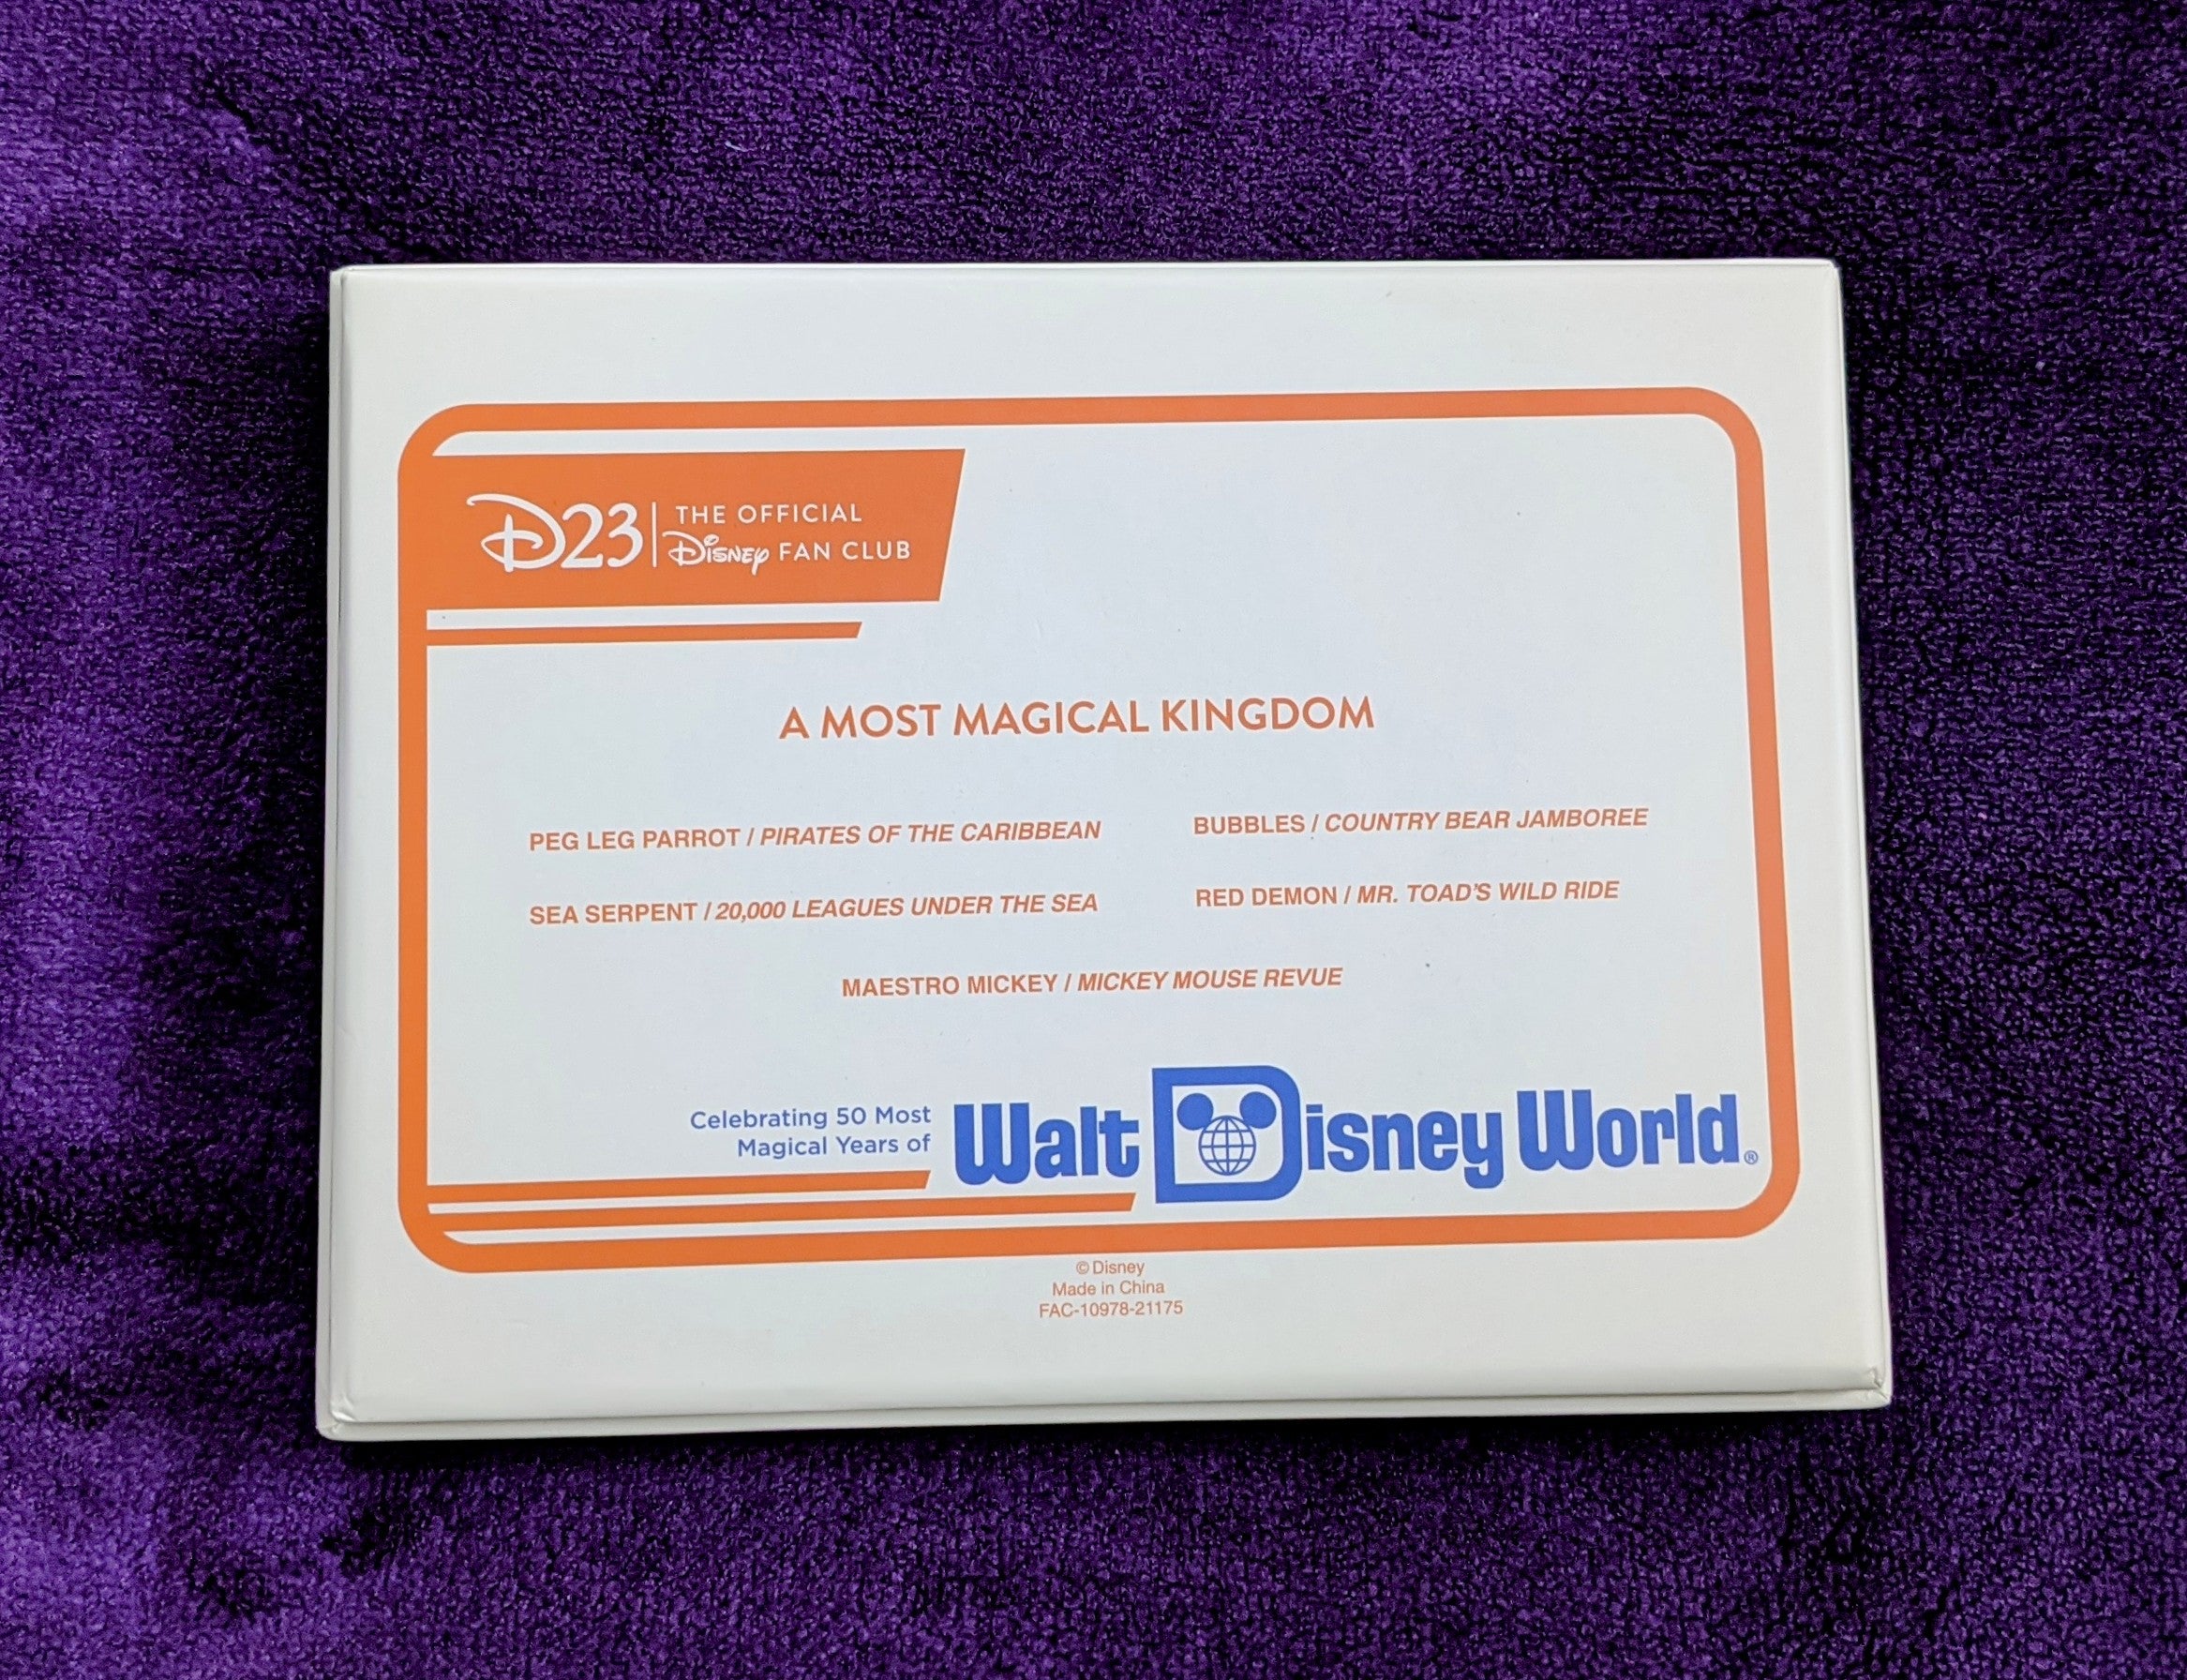 D23 | THE OFFICIAL
Disney FAN CLUB
A MOST MAGICAL KINGDOM
PEG LEG PARROT / PIRATES OF THE CARIBBEAN
BUBBLES / COUNTRY BEAR JAMBOREE
SEA SERPENT / 20,000 LEAGUES UNDER THE SEA
RED DEMON / MR. TOAD'S WILD RIDE
MAESTRO MICKEY / MICKEY MOUSE REVUE
Celebrating 50 Most
Magical Years of
Walt Disney World®
© Disney
Made in China
FAC-10978-21175